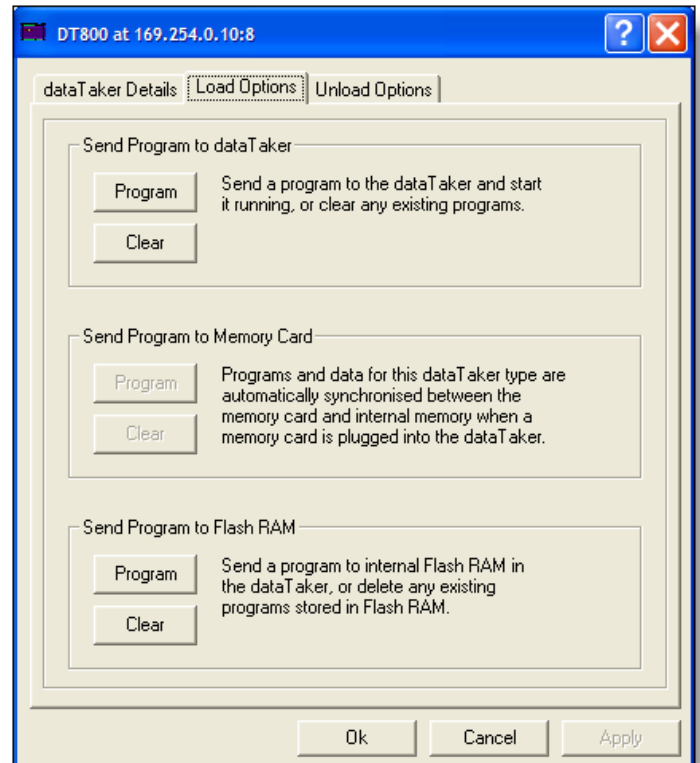 DT800 at 169.254.0.10:8
dataTaker Details Load Options Unload Options
Send Program to dataTaker
Program
Send a program to the dataTaker and start
it running, or clear any existing programs.
Clear
Send Program to Memory Card
Program
Programs and data for this dataTaker type are
automatically synchronised between the
memory card and internal memory when a
memory card is plugged into the dataTaker.
Clear
Send Program to Flash RAM
Program
Send a program to internal Flash RAM in
the dataTaker, or delete any existing
programs stored in Flash RAM.
Clear
Ok Cancel Apply